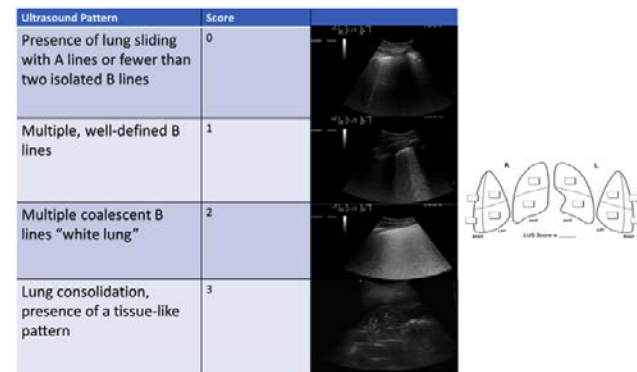 Ultrasound Pattern Score
Presence of lung sliding 0
with A lines or fewer than
two isolated B lines
Multiple, well-defined B 1
lines
Multiple coalescent B 2
lines “white lung”
Lung consolidation, 3
presence of a tissue-like
pattern
R L
LUS Score =